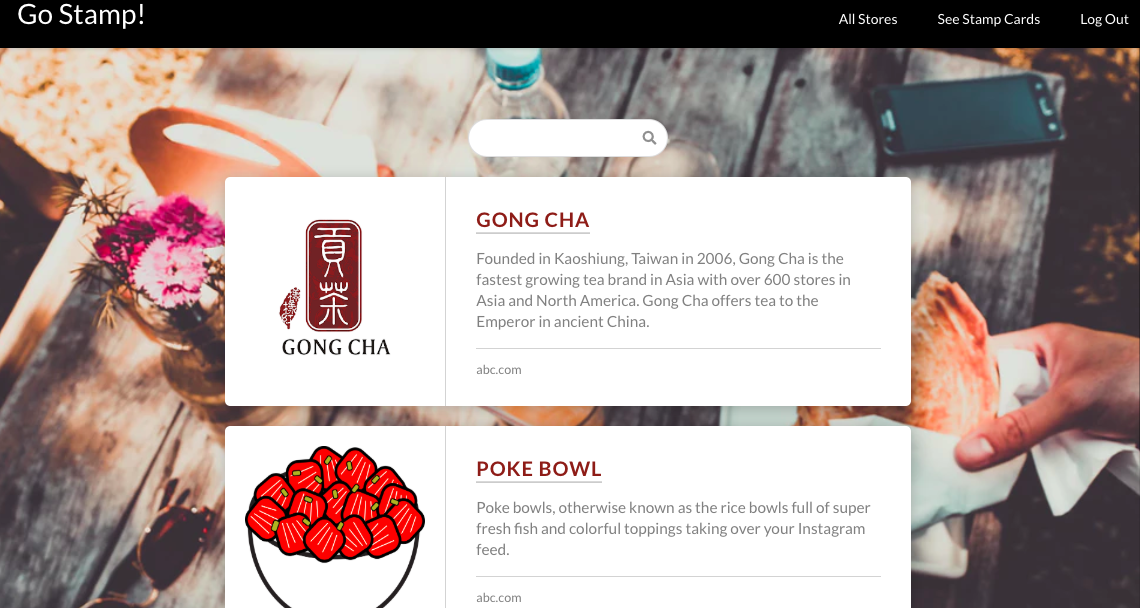 Go Stamp!
All Stores
See Stamp Cards
Log Out
貢
茶
GONG CHA
GONG CHA
Founded in Kaoshiung, Taiwan in 2006, Gong Cha is the
fastest growing tea brand in Asia with over 600 stores in
Asia and North America. Gong Cha offers tea to the
Emperor in ancient China.
abc.com
POKE BOWL
Poke bowls, otherwise known as the rice bowls full of super
fresh fish and colorful toppings taking over your Instagram
feed.
abc.com